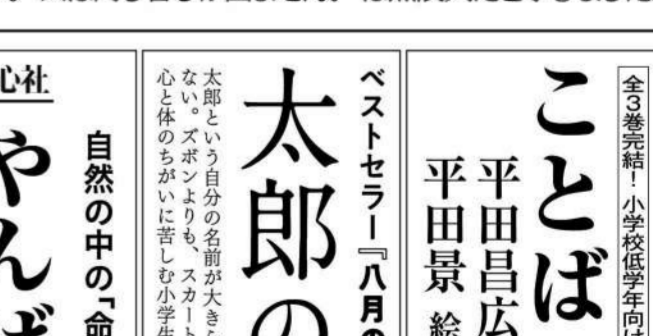 全3巻完結！小学校低学年向け
ことば
平田昌広
平田景 絵
ベストセラー『八月の
太郎の
太郎という自分の名前が大きら
ない。ズボンよりも、スカート
心と体のちがいに苦しむ小学生
自然の中の「命
やんば
心社